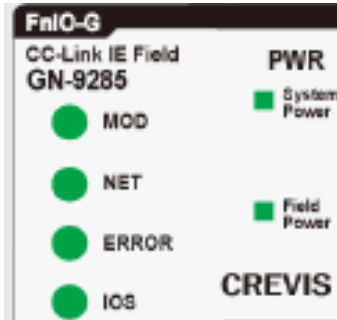 FnIO-G
CC-Link IE Field
GN-9285
MOD
NET
ERROR
IOS
PWR
System
Power
Field
Power
CREVIS